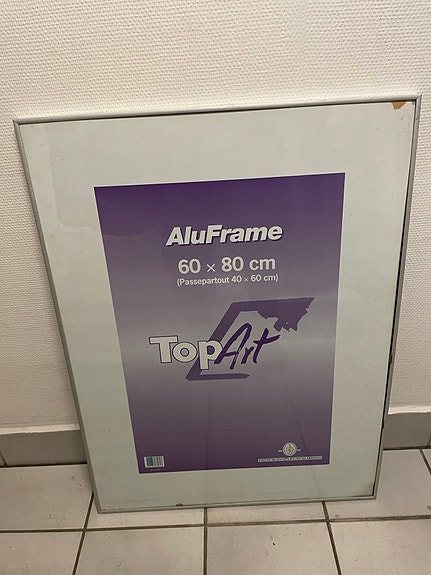 AluFrame
60 × 80 cm
(Passepartout 40 × 60 cm)
TopArt